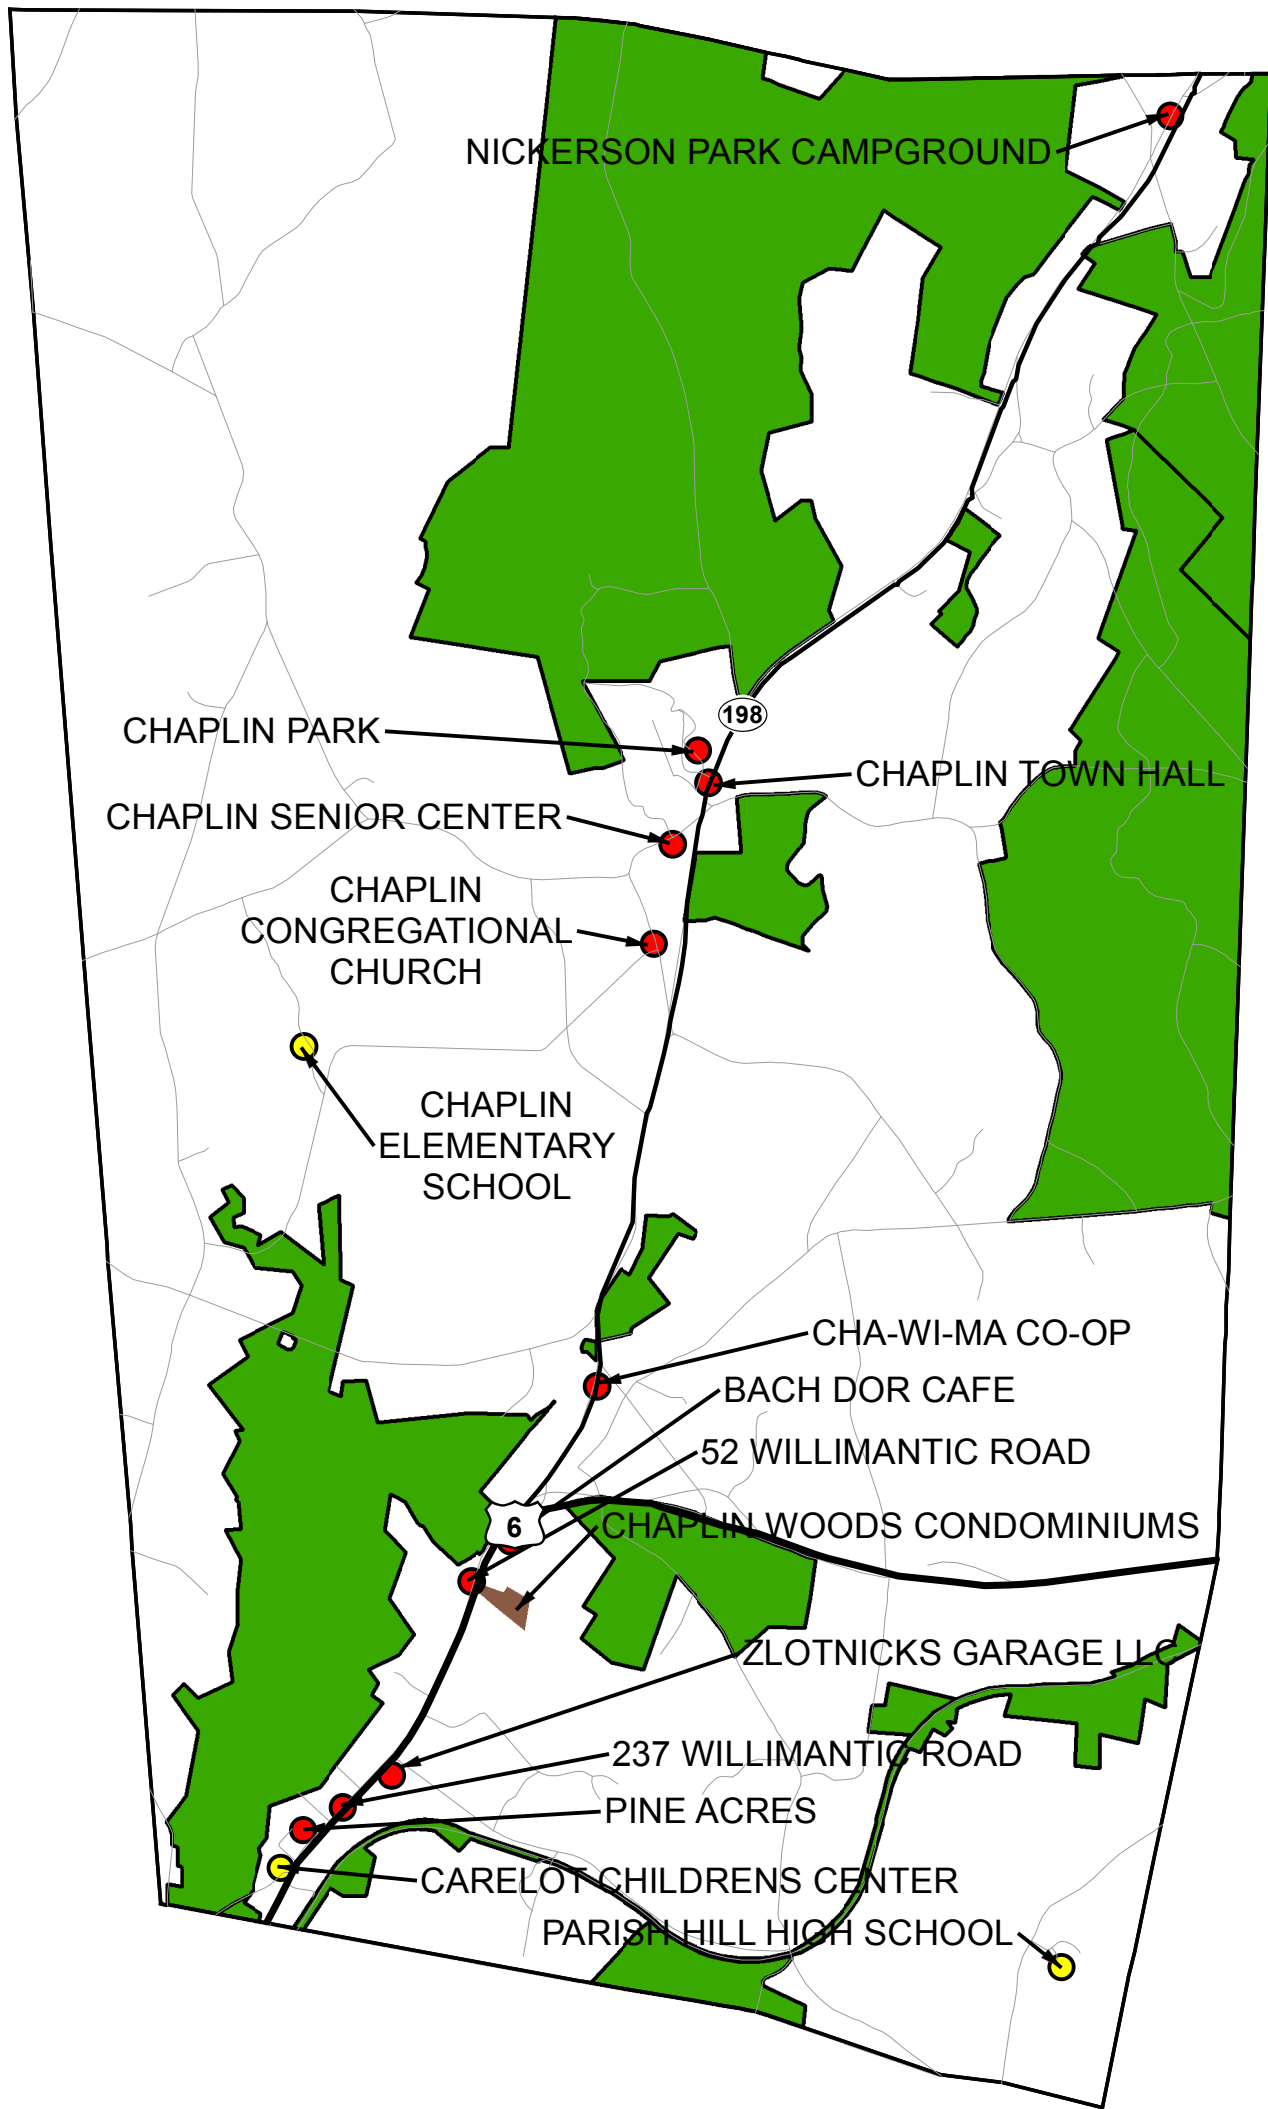 NICKERSON PARK CAMPGROUND
198
CHAPLIN PARK
CHAPLIN TOWN HALL
CHAPLIN SENIOR CENTER
CHAPLIN
CONGREGATIONAL
CHURCH
CHAPLIN
ELEMENTARY
SCHOOL
CHA-WI-MA CO-OP
BACH DOR CAFE
52 WILLIMANTIC ROAD
6
CHAPLIN WOODS CONDOMINIUMS
ZLOTNICKS GARAGE LLC
237 WILLIMANTIC ROAD
PINE ACRES
CARELOT CHILDRENS CENTER
PARISH HILL HIGH SCHOOL